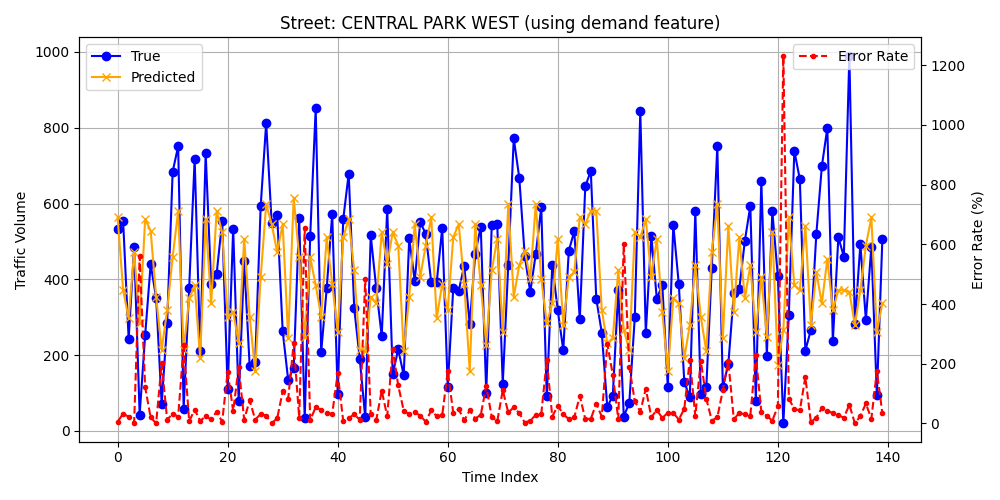 Street: CENTRAL PARK WEST (using demand feature)
True
Predicted
Error Rate
1000
800
600
400
200
0
Traffic Volume
1200
1000
800
600
400
200
0
Error Rate (%)
0 20 40 60 80 100 120 140
Time Index